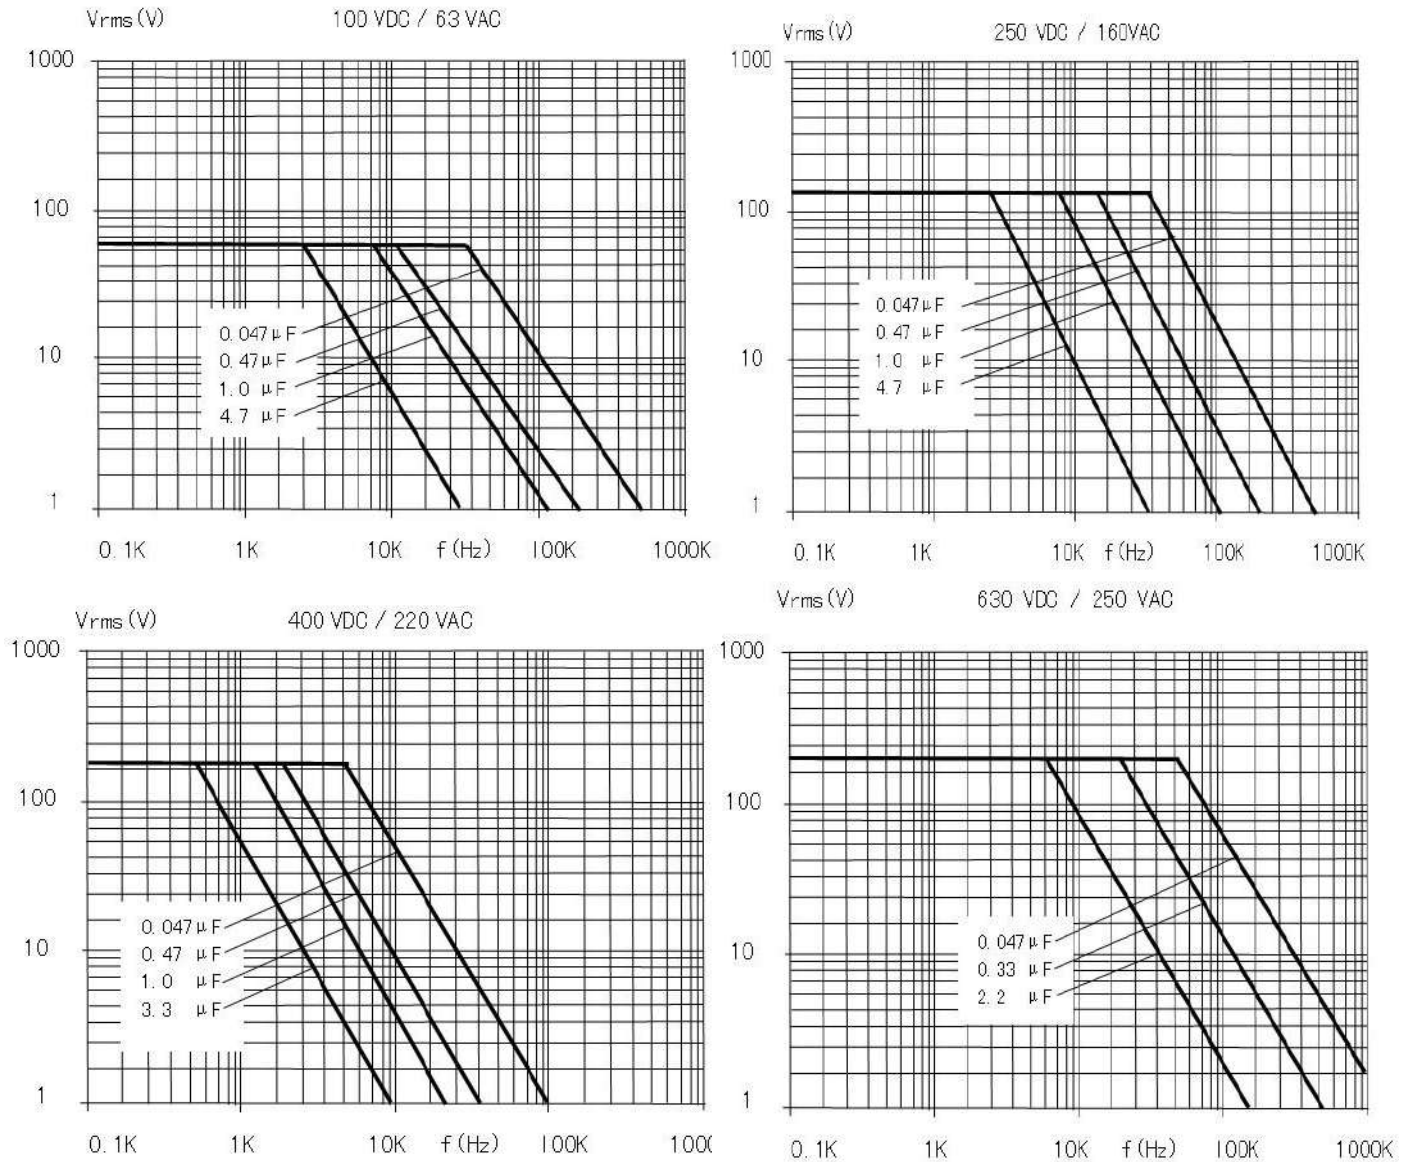 Vrms(V)
100 VDC / 63 VAC
1000
100
10
1
0.047μF
0.47μF
1.0 μF
4.7 μF
0.1K 1K 10K f(Hz) 100K 1000K
Vrms(V)
250 VDC / 160VAC
1000
100
10
1
0.047μF
0.47 μF
1.0 μF
4.7 μF
0.1K 1K 10K f(Hz) 100K 1000K
Vrms(V)
400 VDC / 220 VAC
1000
100
10
1
0.047μF
0.47 μF
1.0 μF
3.3 μF
0.1K 1K 10K f(Hz) 100K 1000
Vrms(V)
630 VDC / 250 VAC
1000
100
10
1
0.047μF
0.33 μF
2.2 μF
0.1K 1K 10K f(Hz) 100K 1000K